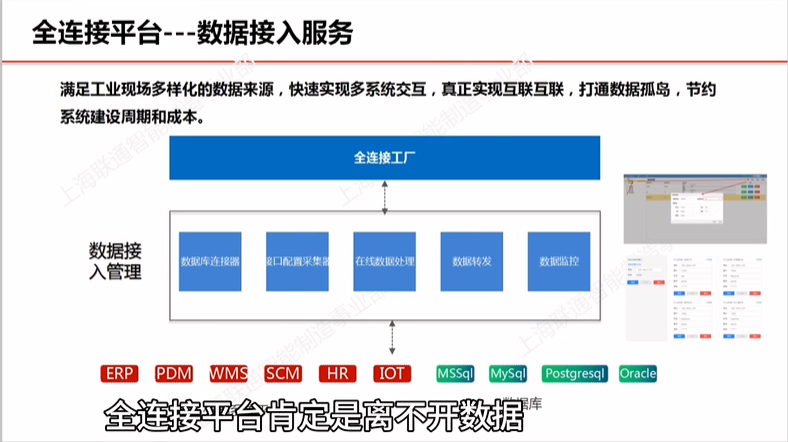 全连接平台---数据接入服务
满足工业现场多样化的数据来源，快速实现多系统交互，真正实现互联互联，打通数据孤岛，节约
系统建设周期和成本。
全连接工厂
数据接
入管理
数据库连接器
接口配置采集器
在线数据处理
数据转发
数据监控
ERP PDM WMS SCM HR IOT MSSql MySql Postgresql Oracle
数据库
全连接平台肯定是离不开数据
上海联通智能制造事业部